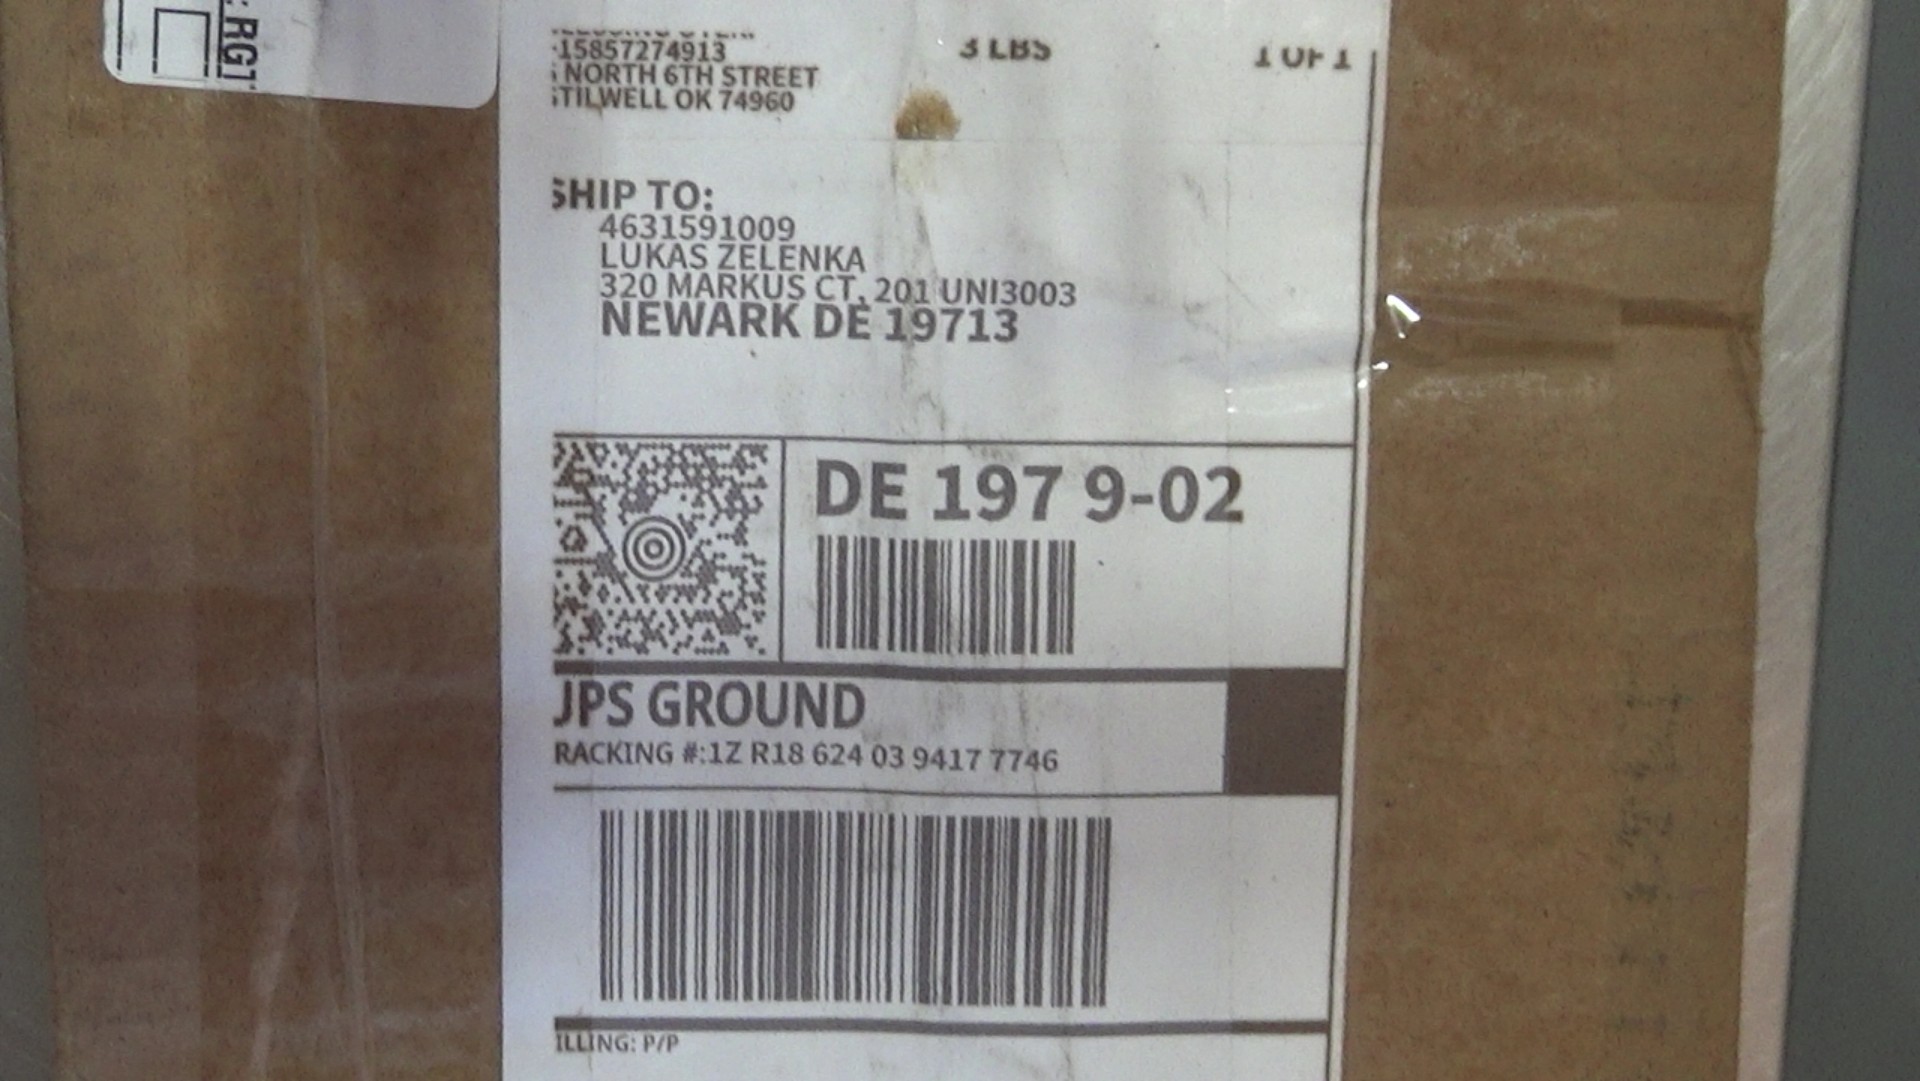 : RG1
15857274913
NORTH 6TH STREET
STILWELL OK 74960
3 LBS
1 OF 1
SHIP TO:
4631591009
LUKAS ZELENKA
320 MARKUS CT, 201 UNI3003
NEWARK DE 19713
DE 197 9-02
JPS GROUND
RACKING #:1Z R18 624 03 9417 7746
ILLING: P/P